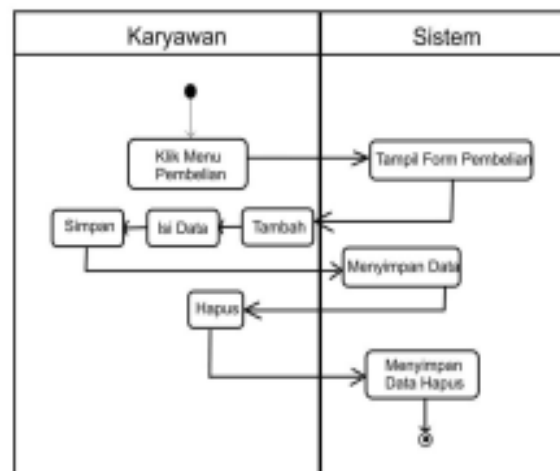 Karyawan
Sistem
Klik Menu
Pembelian
Tampil Form Pembelian
Simpan
Isi Data
Tambah
Menyimpan Data
Hapus
Menyimpan
Data Hapus